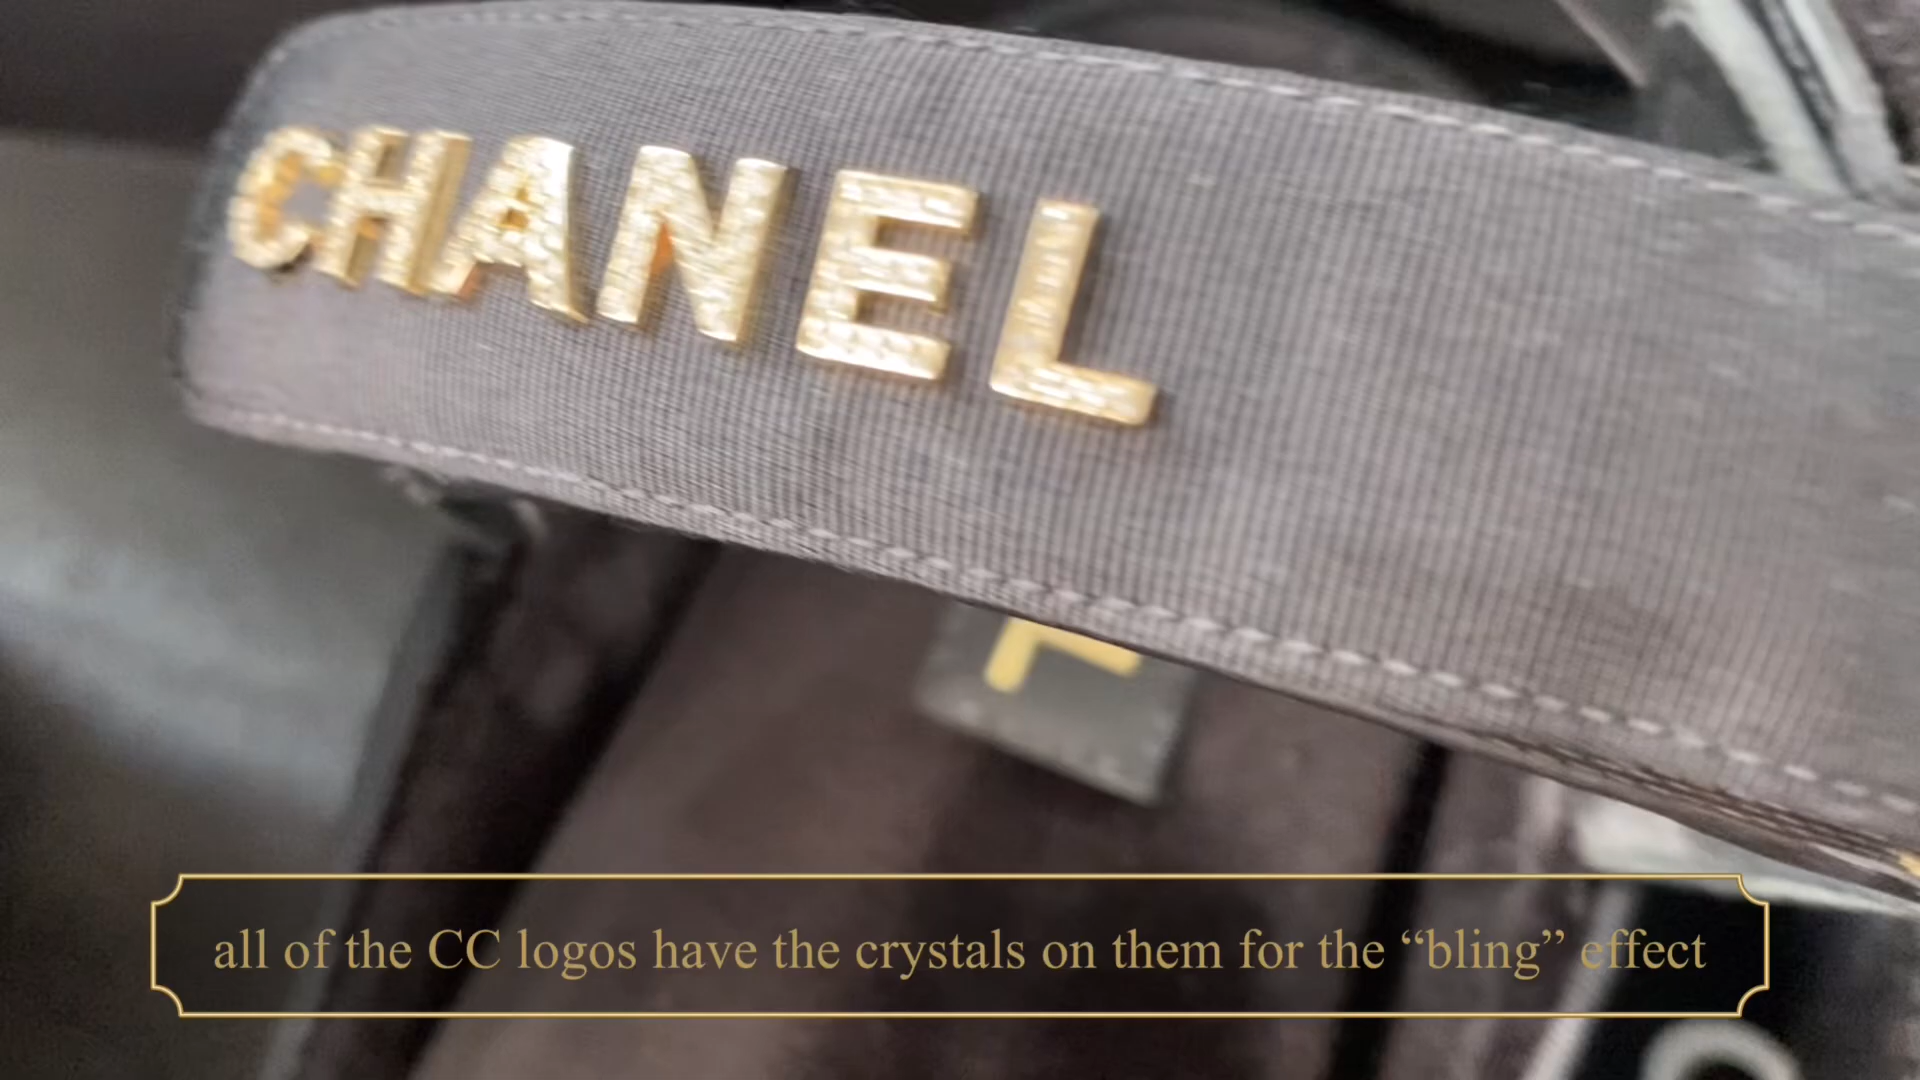 CHANEL
all of the CC logos have the crystals on them for the “bling” effect